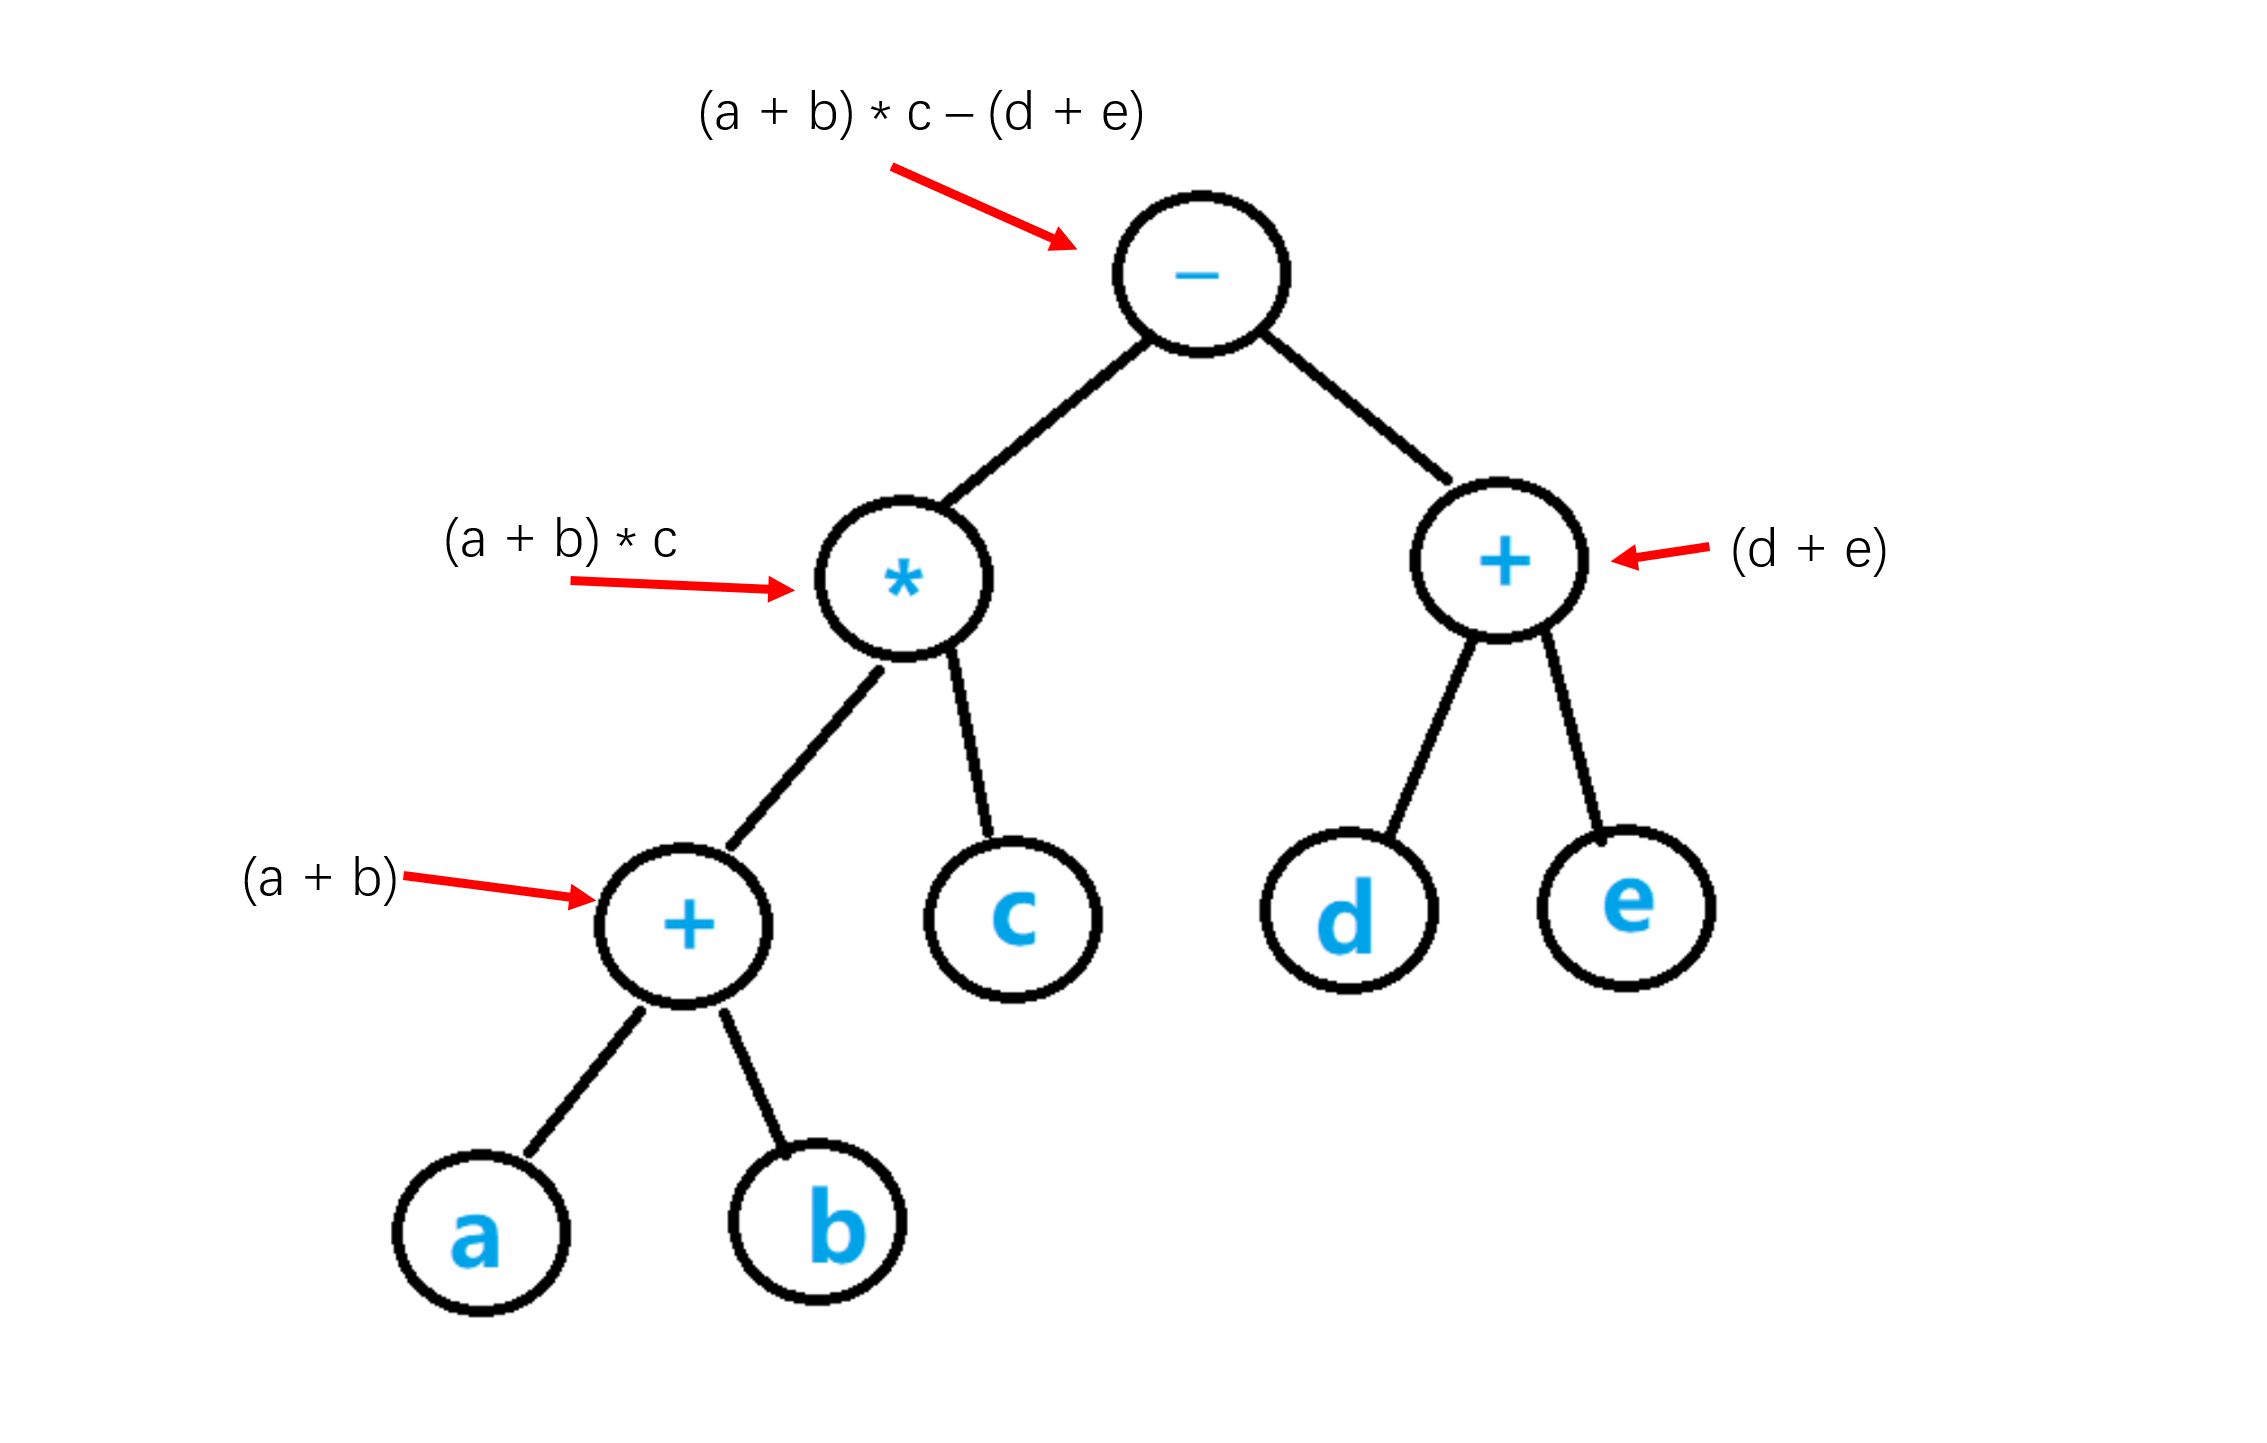 (a + b) * c – (d + e)
–
(a + b) * c
*
+
(d + e)
(a + b)
+
c
d
e
a
b